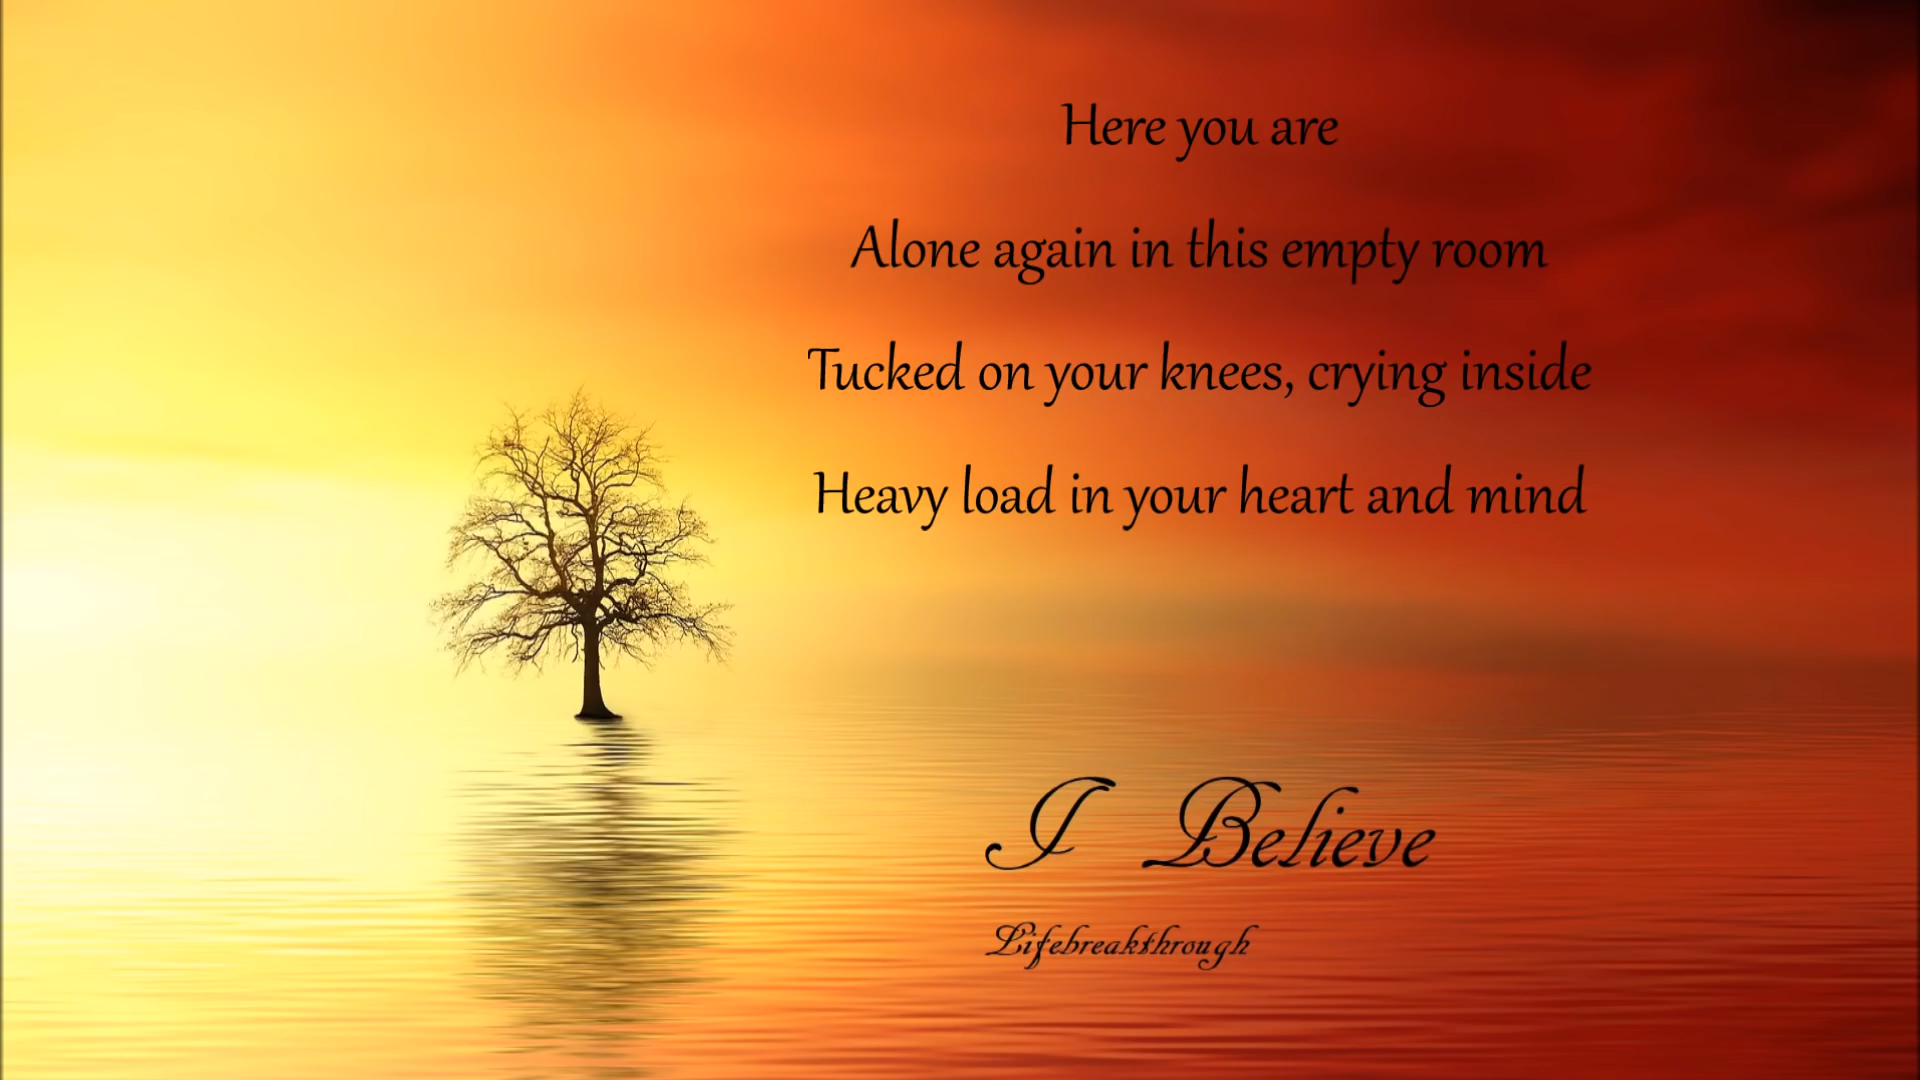 Here you are
Alone again in this empty room
Tucked on your knees, crying inside
Heavy load in your heart and mind
I Believe
Lifebreakthrough